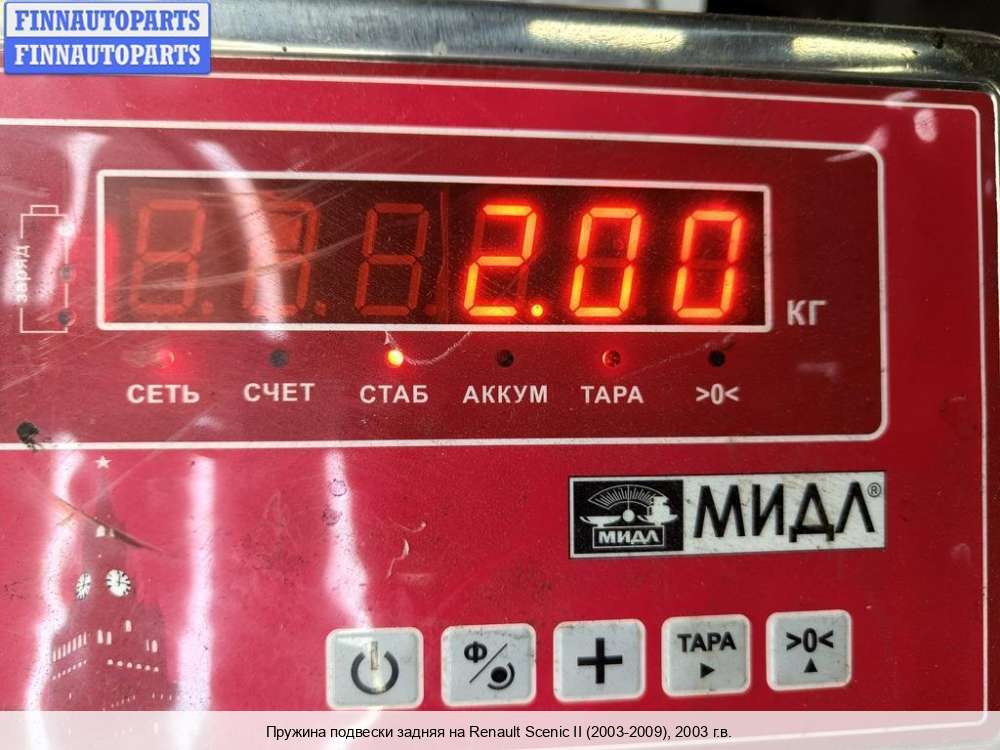 FINNAUTOPARTS
FINNAUTOPARTS
заряд
2.00
КГ
СЕТЬ СЧЕТ СТАБ АККУМ ТАРА >0<
МИДЛ МИДЛ®
Ф ТАРА >0<
Пружина подвески задняя на Renault Scenic II (2003-2009), 2003 г.в.